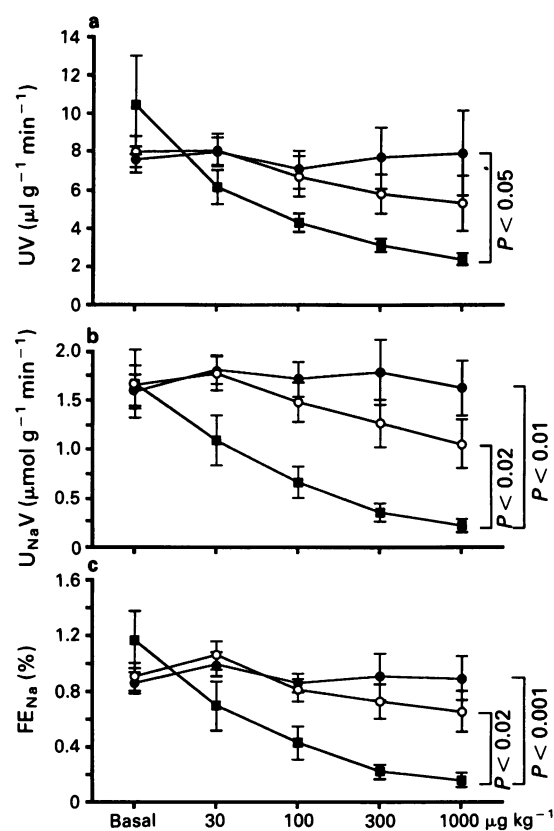 a
14
12
10
8
6
4
2
0
UV (μl g⁻¹ min⁻¹)
P < 0.05
b
2.0
1.5
1.0
0.5
0
U_NaV (μmol g⁻¹ min⁻¹)
P < 0.02
P < 0.01
c
1.6
1.2
0.8
0.4
0
FE_Na (%)
P < 0.02
P < 0.001
Basal 30 100 300 1000 μg kg⁻¹